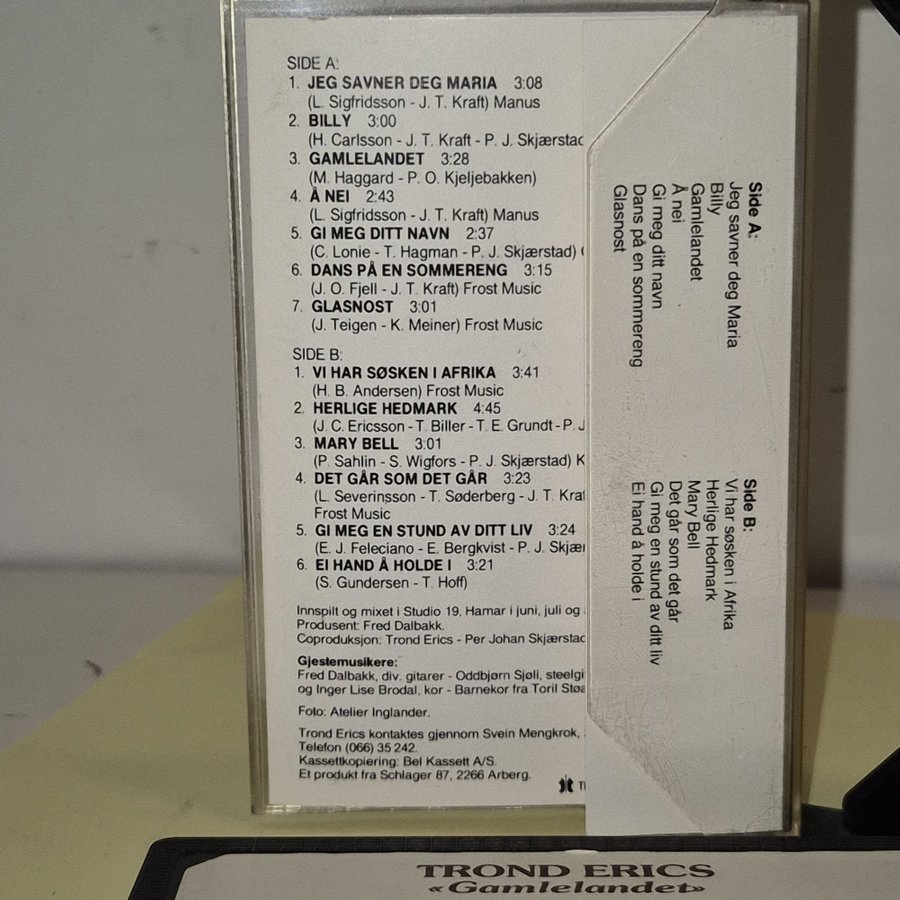 SIDE A:
1. JEG SAVNER DEG MARIA 3:08
(L. Sigfridsson - J. T. Kraft) Manus
2. BILLY 3:00
(H. Carlsson - J. T. Kraft - P. J. Skjærstad
3. GAMLELANDET 3:28
(M. Haggard - P. O. Kjeljebakken)
4. Å NEI 2:43
(L. Sigfridsson - J. T. Kraft) Manus
5. GI MEG DITT NAVN 2:37
(C. Lonie - T. Hagman - P. J. Skjærstad)
6. DANS PÅ EN SOMMERENG 3:15
(J. O. Fjell - J. T. Kraft) Frost Music
7. GLASNOST 3:01
(J. Teigen - K. Meiner) Frost Music
SIDE B:
1. VI HAR SØSKEN I AFRIKA 3:41
(H. B. Andersen) Frost Music
2. HERLIGE HEDMARK 4:45
(J. C. Ericsson - T. Biller - T. E. Grundt - P. J
3. MARY BELL 3:01
(P. Sahlin - S. Wigfors - P. J. Skjærstad) K
4. DET GÅR SOM DET GÅR 3:23
(L. Severinsson - T. Søderberg - J. T. Kraf
Frost Music
5. GI MEG EN STUND AV DITT LIV 3:24
(E. J. Feleciano - E. Bergkvist - P. J. Skjær
6. EI HAND Å HOLDE I 3:21
(S. Gundersen - T. Hoff)
Innspilt og mixet i Studio 19, Hamar i juni, juli og
Produsent: Fred Dalbakk.
Coproduksjon: Trond Erics - Per Johan Skjærstad
Gjestemusikere:
Fred Dalbakk, div. gitarer - Oddbjørn Sjøli, steelgi
og Inger Lise Brodal, kor - Barnekor fra Toril Støa
Foto: Atelier Inglander.
Trond Erics kontaktes gjennom Svein Mengkrok,
Telefon (066) 35 242.
Kassettkopiering: Bel Kassett A/S.
Et produkt fra Schlager 87, 2266 Arberg.
Side A:
Jeg savner deg Maria
Billy
Gamlelandet
Å nei
Gi meg ditt navn
Dans på en sommereng
Glasnost
Side B:
Vi har søsken i Afrika
Herlige Hedmark
Mary Bell
Det går som det går
Gi meg en stund av ditt liv
Ei hand å holde i
TROND ERICS
«Gamlelandet»